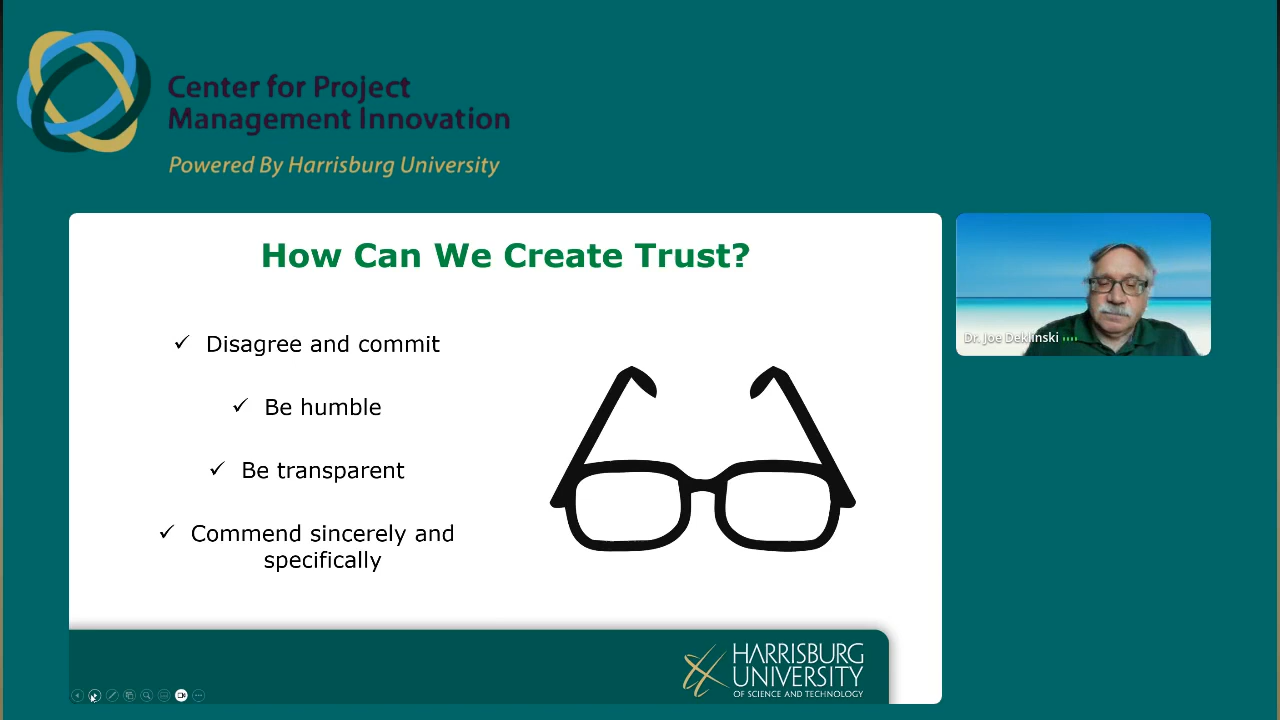 Center for Project
Management Innovation
Powered By Harrisburg University
How Can We Create Trust?
✓ Disagree and commit
✓ Be humble
✓ Be transparent
✓ Commend sincerely and
specifically
Dr. Joe Deklinski
HARRISBURG
UNIVERSITY
OF SCIENCE AND TECHNOLOGY